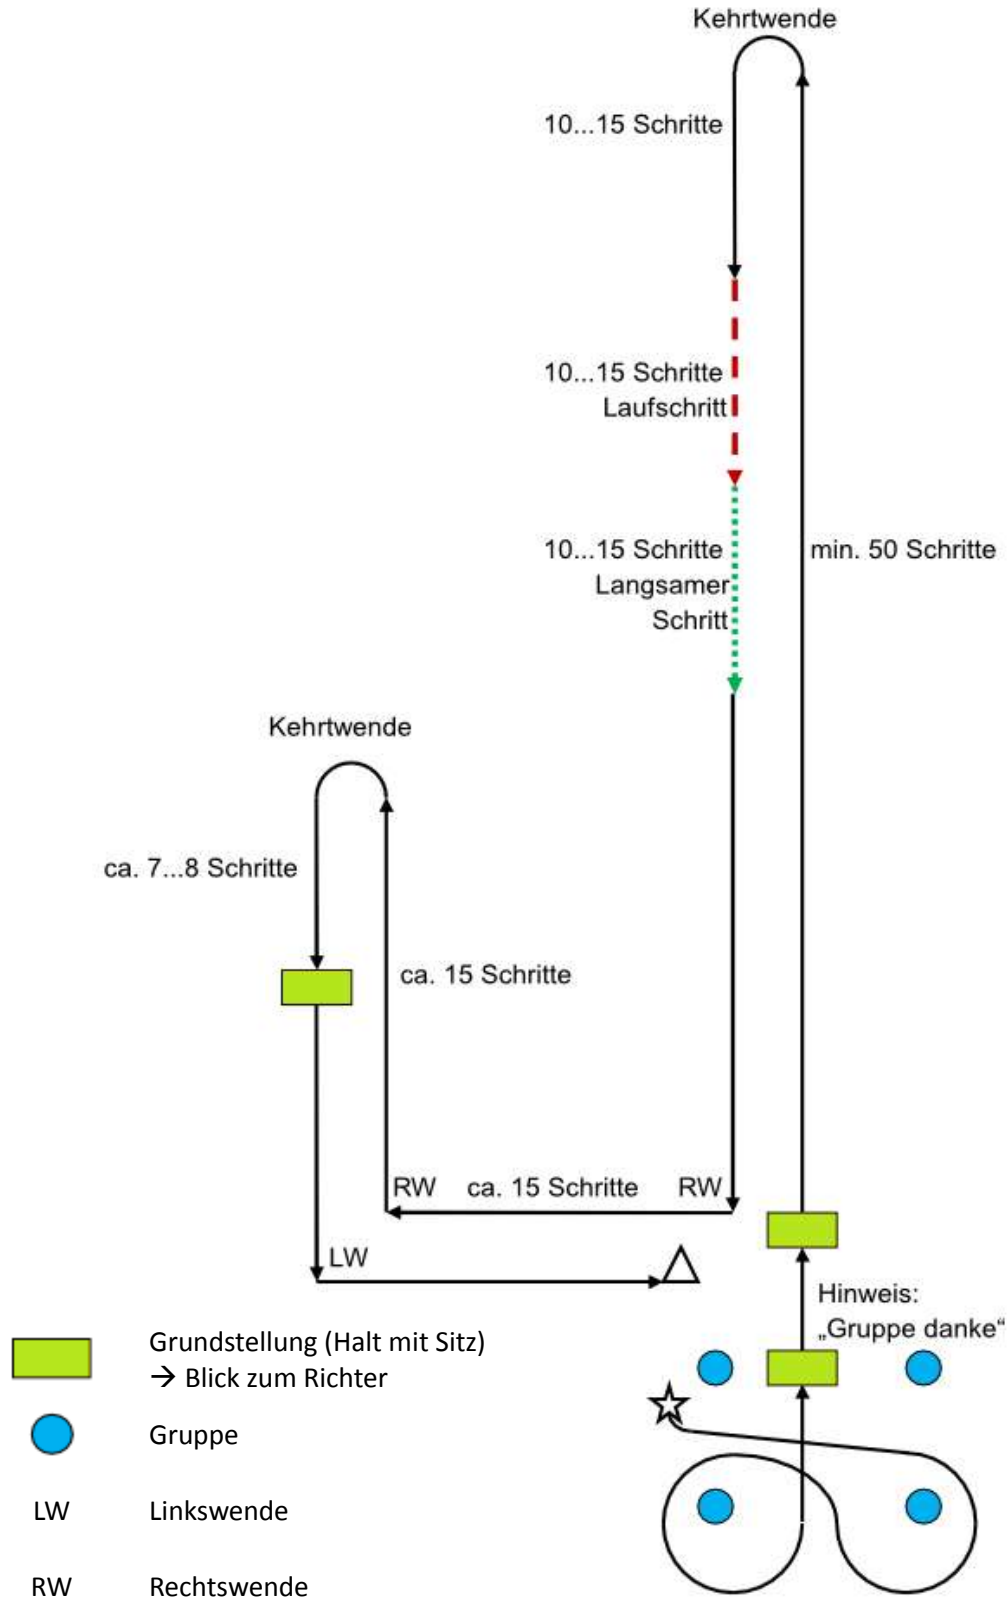 Kehrtwende
10...15 Schritte
10...15 Schritte
Laufschritt
10...15 Schritte
Langsamer
Schritt
min. 50 Schritte
Kehrtwende
ca. 7...8 Schritte
ca. 15 Schritte
RW
ca. 15 Schritte
RW
LW
Hinweis:
„Gruppe danke“
Grundstellung (Halt mit Sitz)
→ Blick zum Richter
Gruppe
LW Linkswende
RW Rechtswende